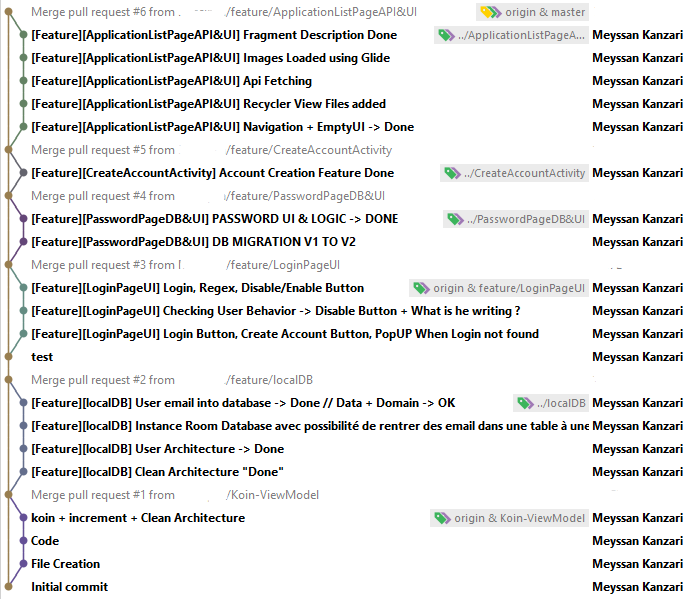 Merge pull request #6 from /feature/ApplicationListPageAPI&UI origin & master
[Feature][ApplicationListPageAPI&UI] Fragment Description Done ../ApplicationListPageA... Meyssan Kanzari
[Feature][ApplicationListPageAPI&UI] Images Loaded using Glide Meyssan Kanzari
[Feature][ApplicationListPageAPI&UI] Api Fetching Meyssan Kanzari
[Feature][ApplicationListPageAPI&UI] Recycler View Files added Meyssan Kanzari
[Feature][ApplicationListPageAPI&UI] Navigation + EmptyUI -> Done Meyssan Kanzari
Merge pull request #5 from /feature/CreateAccountActivity
[Feature][CreateAccountActivity] Account Creation Feature Done ../CreateAccountActivity Meyssan Kanzari
Merge pull request #4 from /feature/PasswordPageDB&UI
[Feature][PasswordPageDB&UI] PASSWORD UI & LOGIC -> DONE ../PasswordPageDB&UI Meyssan Kanzari
[Feature][PasswordPageDB&UI] DB MIGRATION V1 TO V2 Meyssan Kanzari
Merge pull request #3 from /feature/LoginPageUI
[Feature][LoginPageUI] Login, Regex, Disable/Enable Button origin & feature/LoginPageUI Meyssan Kanzari
[Feature][LoginPageUI] Checking User Behavior -> Disable Button + What is he writing ? Meyssan Kanzari
[Feature][LoginPageUI] Login Button, Create Account Button, PopUP When Login not found Meyssan Kanzari
test Meyssan Kanzari
Merge pull request #2 from /feature/localDB
[Feature][localDB] User email into database -> Done // Data + Domain -> OK ../localDB Meyssan Kanzari
[Feature][localDB] Instance Room Database avec possibilité de rentrer des email dans une table à une Meyssan Kanzari
[Feature][localDB] User Architecture -> Done Meyssan Kanzari
[Feature][localDB] Clean Architecture "Done" Meyssan Kanzari
Merge pull request #1 from /Koin-ViewModel
koin + increment + Clean Architecture origin & Koin-ViewModel Meyssan Kanzari
Code Meyssan Kanzari
File Creation Meyssan Kanzari
Initial commit Meyssan Kanzari